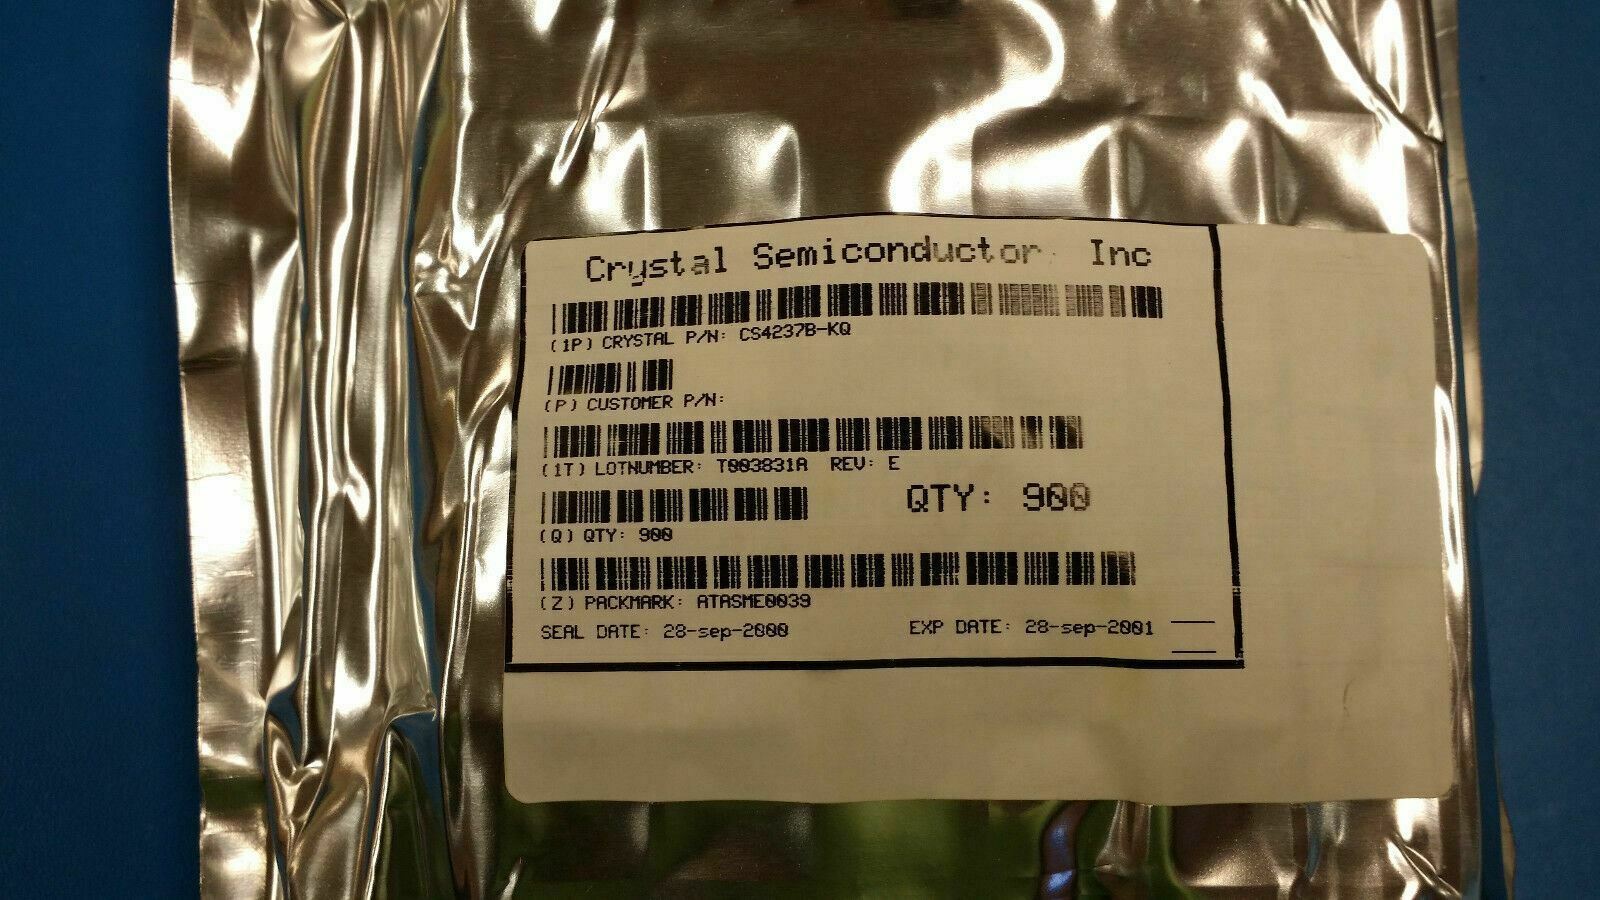 Crystal Semiconductor, Inc
(1P) CRYSTAL P/N: CS4237B-KQ
(P) CUSTOMER P/N:
(1T) LOTNUMBER: T003831A REV: E
QTY: 900
(Q) QTY: 900
(Z) PACKMARK: ATASME0039
SEAL DATE: 28-sep-2000 EXP DATE: 28-sep-2001